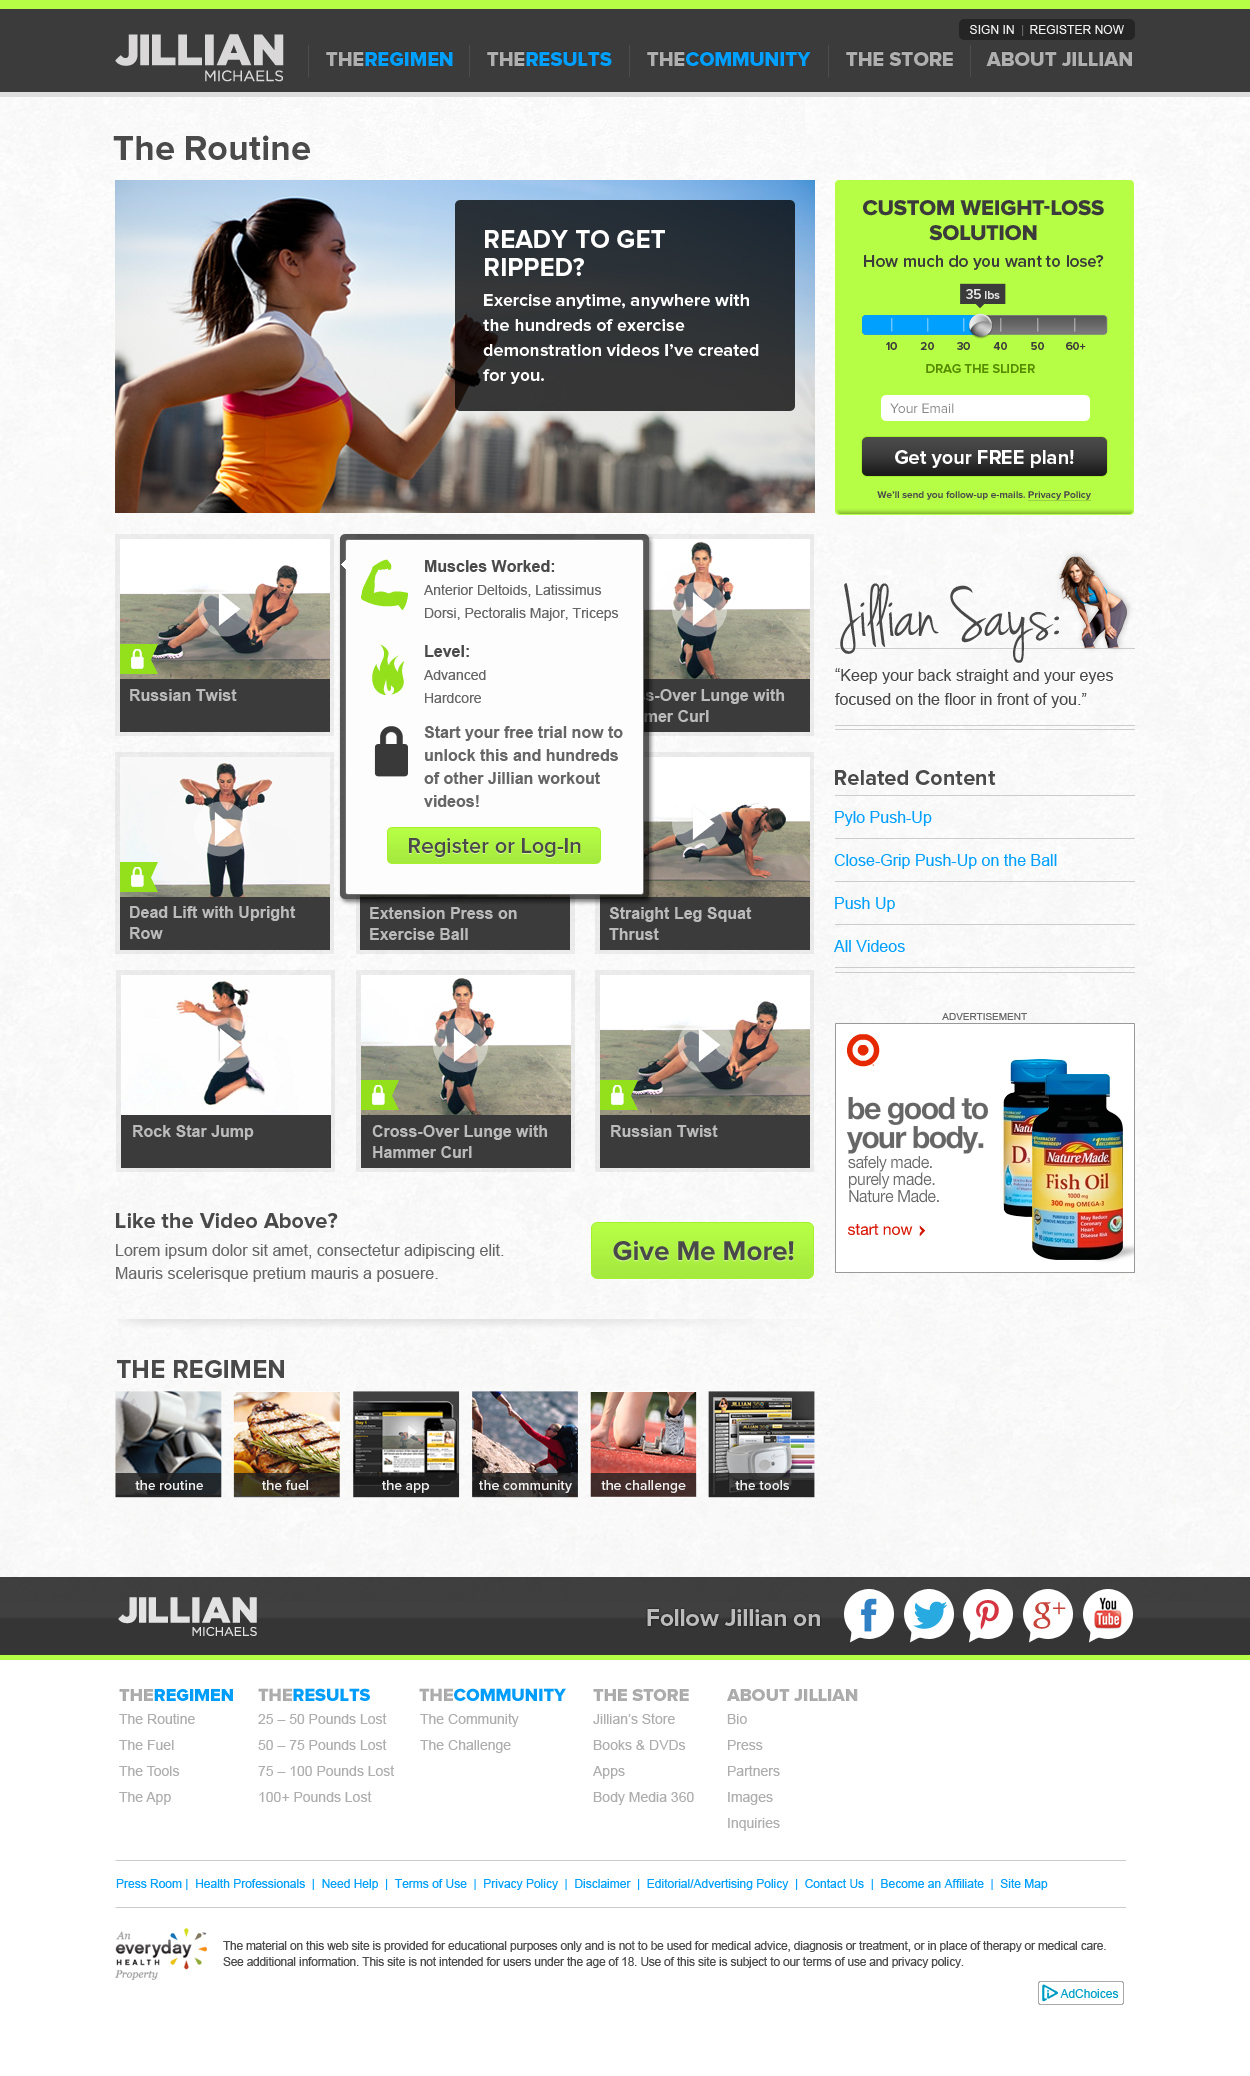 SIGN IN | REGISTER NOW
JILLIAN
MICHAELS
THEREGIMEN
THERESULTS
THECOMMUNITY
THE STORE
ABOUT JILLIAN
The Routine
READY TO GET
RIPPED?
Exercise anytime, anywhere with
the hundreds of exercise
demonstration videos I've created
for you.
CUSTOM WEIGHT-LOSS
SOLUTION
How much do you want to lose?
35 lbs
10 20 30 40 50 60+
DRAG THE SLIDER
Your Email
Get your FREE plan!
We'll send you follow-up e-mails. Privacy Policy
Russian Twist
Muscles Worked:
Anterior Deltoids, Latissimus
Dorsi, Pectoralis Major, Triceps
Level:
Advanced
Hardcore
Start your free trial now to
unlock this and hundreds
of other Jillian workout
videos!
Register or Log-In
s-Over Lunge with
mer Curl
Dead Lift with Upright
Row
Extension Press on
Exercise Ball
Straight Leg Squat
Thrust
Rock Star Jump
Cross-Over Lunge with
Hammer Curl
Russian Twist
Jillian Says:
“Keep your back straight and your eyes
focused on the floor in front of you.”
Related Content
Pylo Push-Up
Close-Grip Push-Up on the Ball
Push Up
All Videos
ADVERTISEMENT
be good to
your body.
safely made.
purely made.
Nature Made.
start now
Nature Made
Fish Oil
1000 mg
300 mg OMEGA-3
May Reduce
Coronary
Heart
Disease Risk
Like the Video Above?
Lorem ipsum dolor sit amet, consectetur adipiscing elit.
Mauris scelerisque pretium mauris a posuere.
Give Me More!
THE REGIMEN
the routine
the fuel
the app
the community
the challenge
the tools
JILLIAN
MICHAELS
Follow Jillian on
f
g+
You
Tube
THEREGIMEN
The Routine
The Fuel
The Tools
The App
THERESULTS
25 – 50 Pounds Lost
50 – 75 Pounds Lost
75 – 100 Pounds Lost
100+ Pounds Lost
THECOMMUNITY
The Community
The Challenge
THE STORE
Jillian's Store
Books & DVDs
Apps
Body Media 360
ABOUT JILLIAN
Bio
Press
Partners
Images
Inquiries
Press Room | Health Professionals | Need Help | Terms of Use | Privacy Policy | Disclaimer | Editorial/Advertising Policy | Contact Us | Become an Affiliate | Site Map
An
everyday
HEALTH
Property
The material on this web site is provided for educational purposes only and is not to be used for medical advice, diagnosis or treatment, or in place of therapy or medical care.
See additional information. This site is not intended for users under the age of 18. Use of this site is subject to our terms of use and privacy policy.
AdChoices